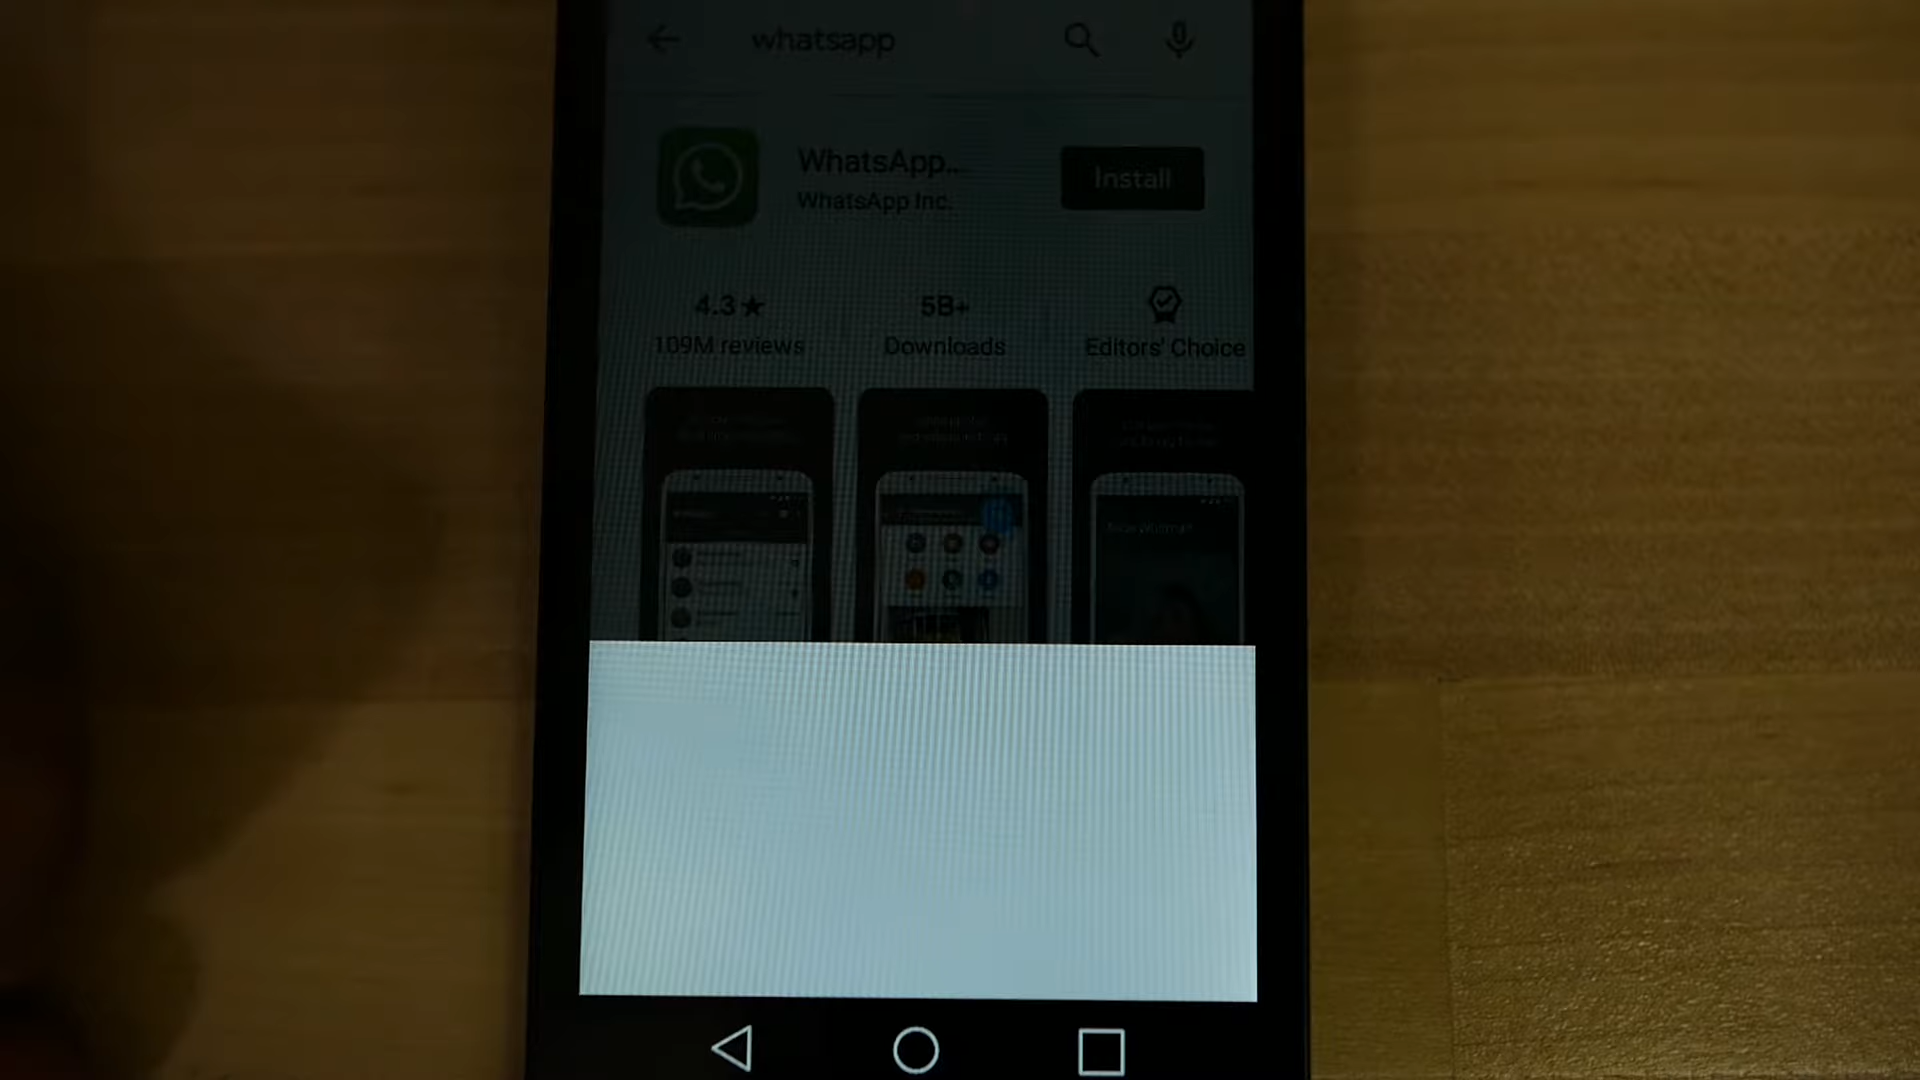 whatsapp
WhatsApp...
WhatsApp Inc.
Install
4.3★
109M reviews
5B+
Downloads
Editors' Choice